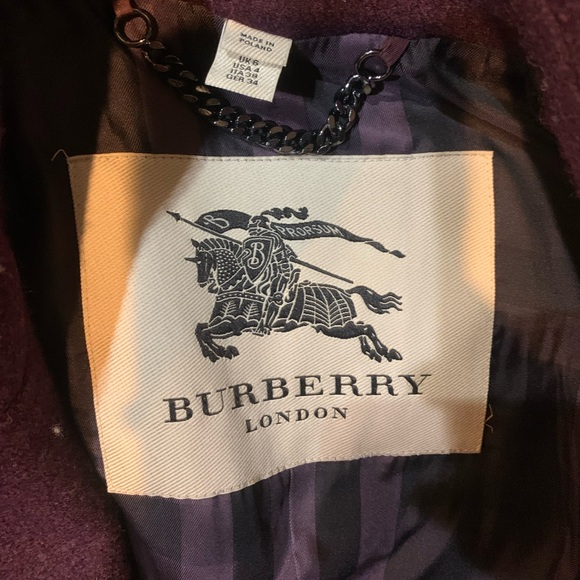 MADE IN
POLAND
UK 6
USA 4
ITA 38
GER 34
B PRORSUM
B
BURBERRY
LONDON